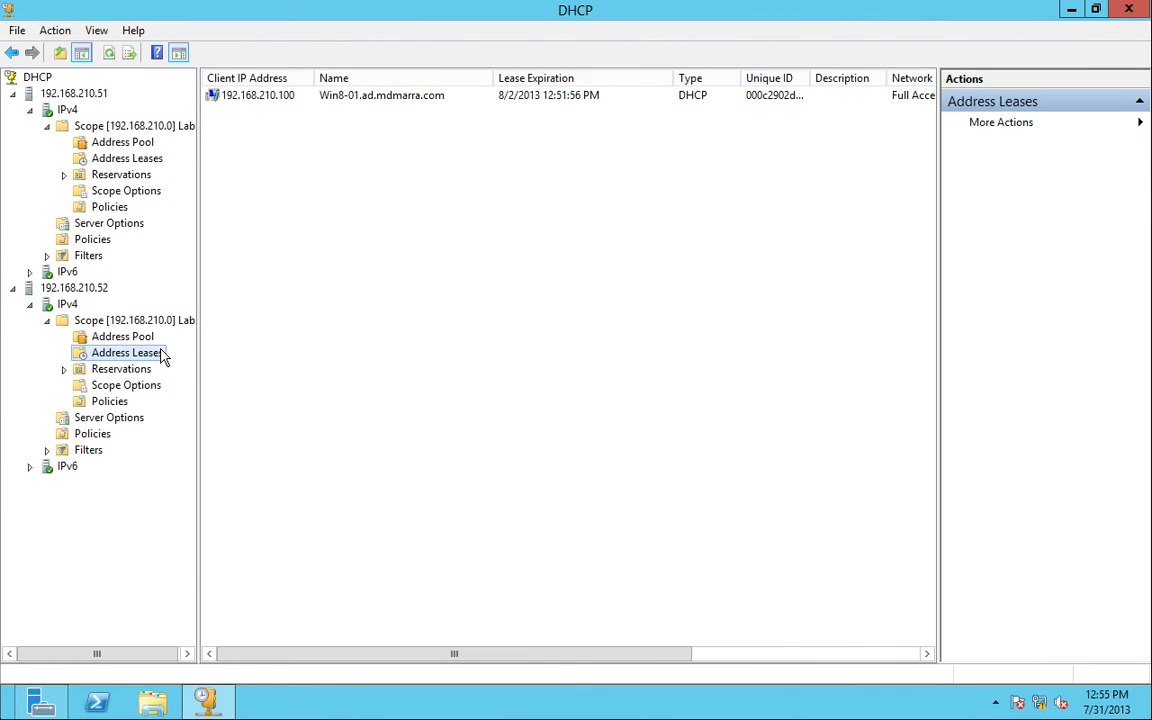 DHCP
File Action View Help
DHCP
192.168.210.51
IPv4
Scope [192.168.210.0] Lab
Address Pool
Address Leases
Reservations
Scope Options
Policies
Server Options
Policies
Filters
IPv6
192.168.210.52
IPv4
Scope [192.168.210.0] Lab
Address Pool
Address Leases
Reservations
Scope Options
Policies
Server Options
Policies
Filters
IPv6
Client IP Address Name Lease Expiration Type Unique ID Description Network
192.168.210.100 Win8-01.ad.mdmarra.com 8/2/2013 12:51:56 PM DHCP 000c2902d... Full Acce
Actions
Address Leases
More Actions
12:55 PM
7/31/2013